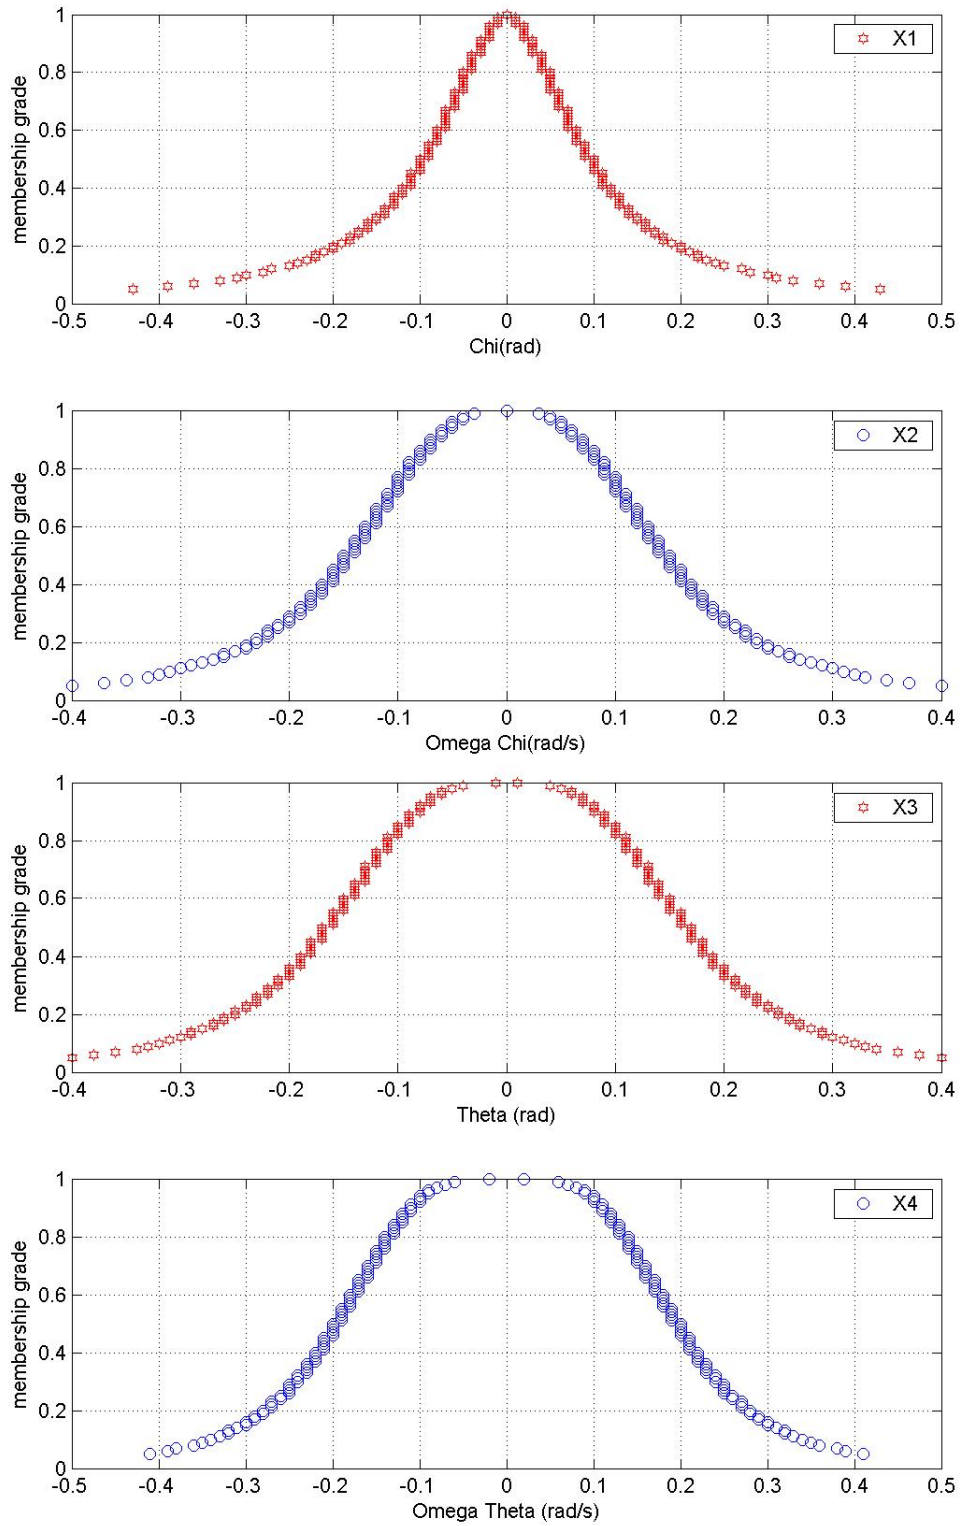 1
0.8
0.6
0.4
0.2
0
membership grade
X1
-0.5 -0.4 -0.3 -0.2 -0.1 0 0.1 0.2 0.3 0.4 0.5
Chi(rad)
1
0.8
0.6
0.4
0.2
0
membership grade
X2
-0.4 -0.3 -0.2 -0.1 0 0.1 0.2 0.3 0.4
Omega Chi(rad/s)
1
0.8
0.6
0.4
0.2
0
membership grade
X3
-0.4 -0.3 -0.2 -0.1 0 0.1 0.2 0.3 0.4
Theta (rad)
1
0.8
0.6
0.4
0.2
0
membership grade
X4
-0.5 -0.4 -0.3 -0.2 -0.1 0 0.1 0.2 0.3 0.4 0.5
Omega Theta (rad/s)